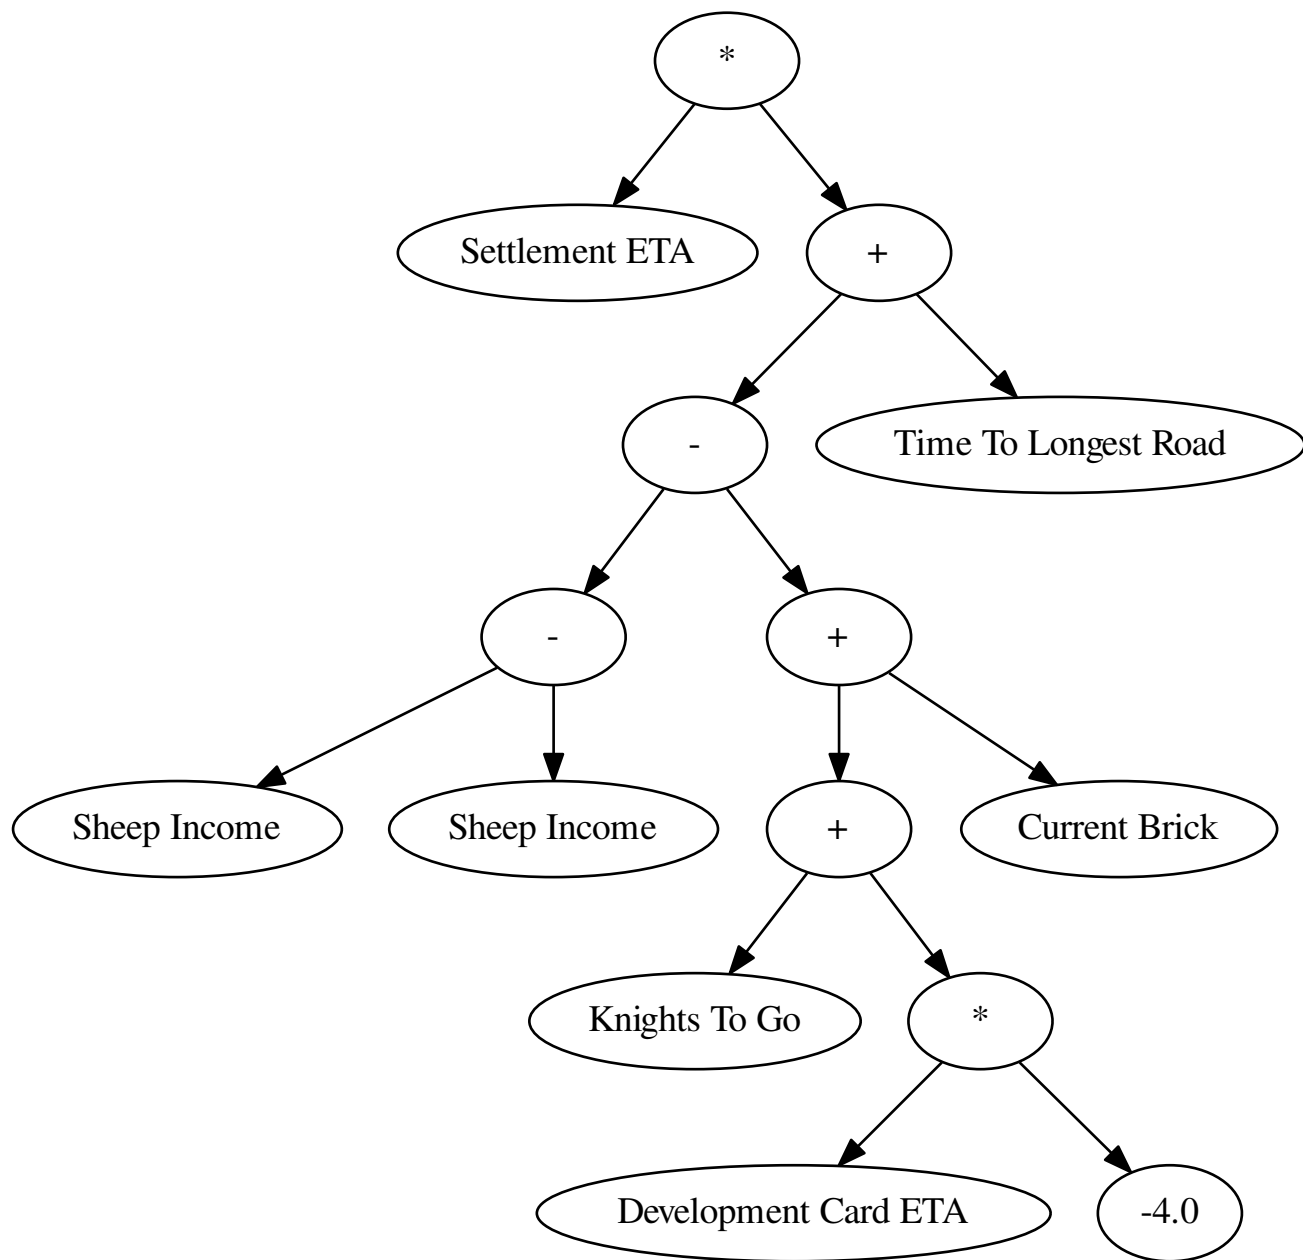 *
Settlement ETA
+
-
Time To Longest Road
-
+
Sheep Income
Sheep Income
+
Current Brick
Knights To Go
*
Development Card ETA
-4.0